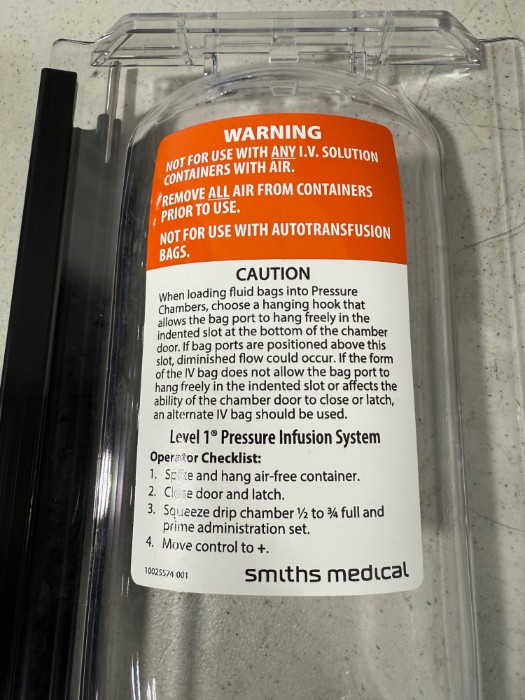 WARNING
NOT FOR USE WITH ANY I.V. SOLUTION
CONTAINERS WITH AIR.
REMOVE ALL AIR FROM CONTAINERS
PRIOR TO USE.
NOT FOR USE WITH AUTOTRANSFUSION
BAGS.
CAUTION
When loading fluid bags into Pressure
Chambers, choose a hanging hook that
allows the bag port to hang freely in the
indented slot at the bottom of the chamber
door. If bag ports are positioned above this
slot, diminished flow could occur. If the form
of the IV bag does not allow the bag port to
hang freely in the indented slot or affects the
ability of the chamber door to close or latch,
an alternate IV bag should be used.
Level 1® Pressure Infusion System
Operator Checklist:
1. Spike and hang air-free container.
2. Close door and latch.
3. Squeeze drip chamber ½ to ¾ full and
prime administration set.
4. Move control to +.
10025574-001
smiths medical